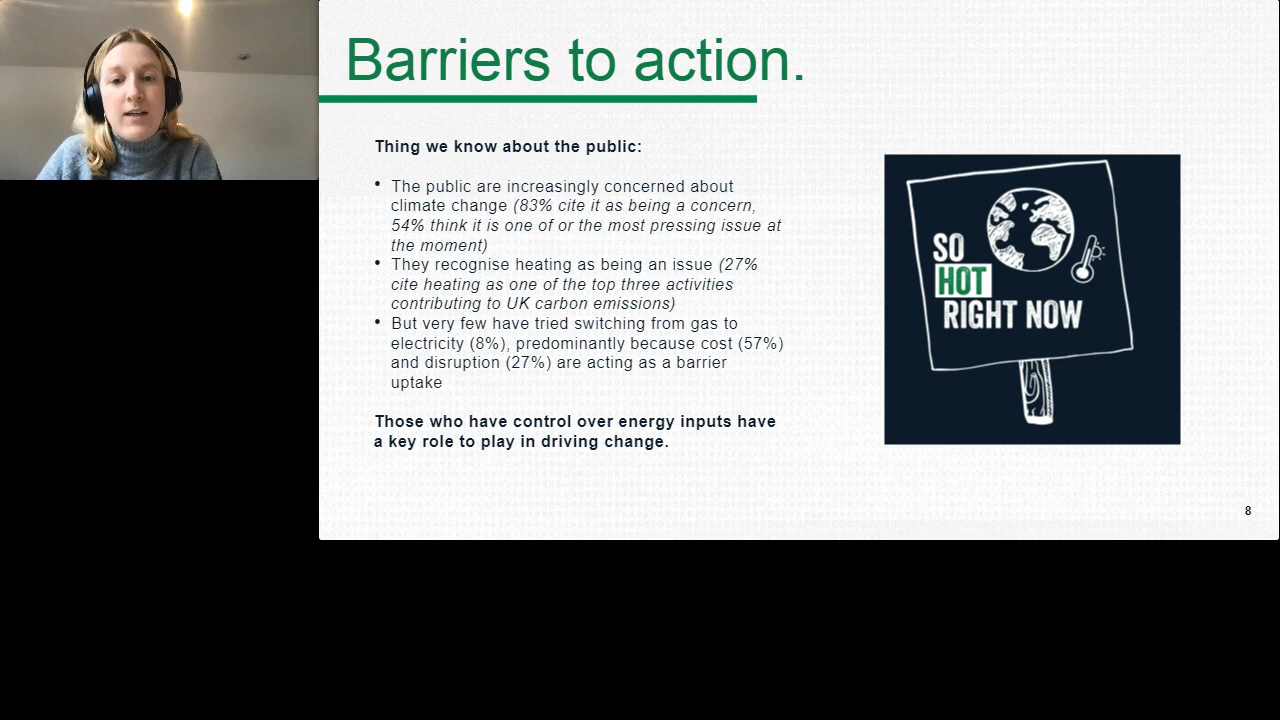 Barriers to action.
Thing we know about the public:
• The public are increasingly concerned about
climate change (83% cite it as being a concern,
54% think it is one of or the most pressing issue at
the moment)
• They recognise heating as being an issue (27%
cite heating as one of the top three activities
contributing to UK carbon emissions)
• But very few have tried switching from gas to
electricity (8%), predominantly because cost (57%)
and disruption (27%) are acting as a barrier
uptake
Those who have control over energy inputs have
a key role to play in driving change.
SO
HOT
RIGHT NOW
8